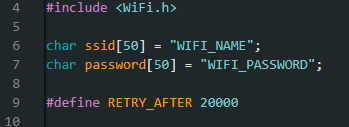 4 #include <WiFi.h>
5
6 char ssid[50] = "WIFI_NAME";
7 char password[50] = "WIFI_PASSWORD";
8
9 #define RETRY_AFTER 20000
10